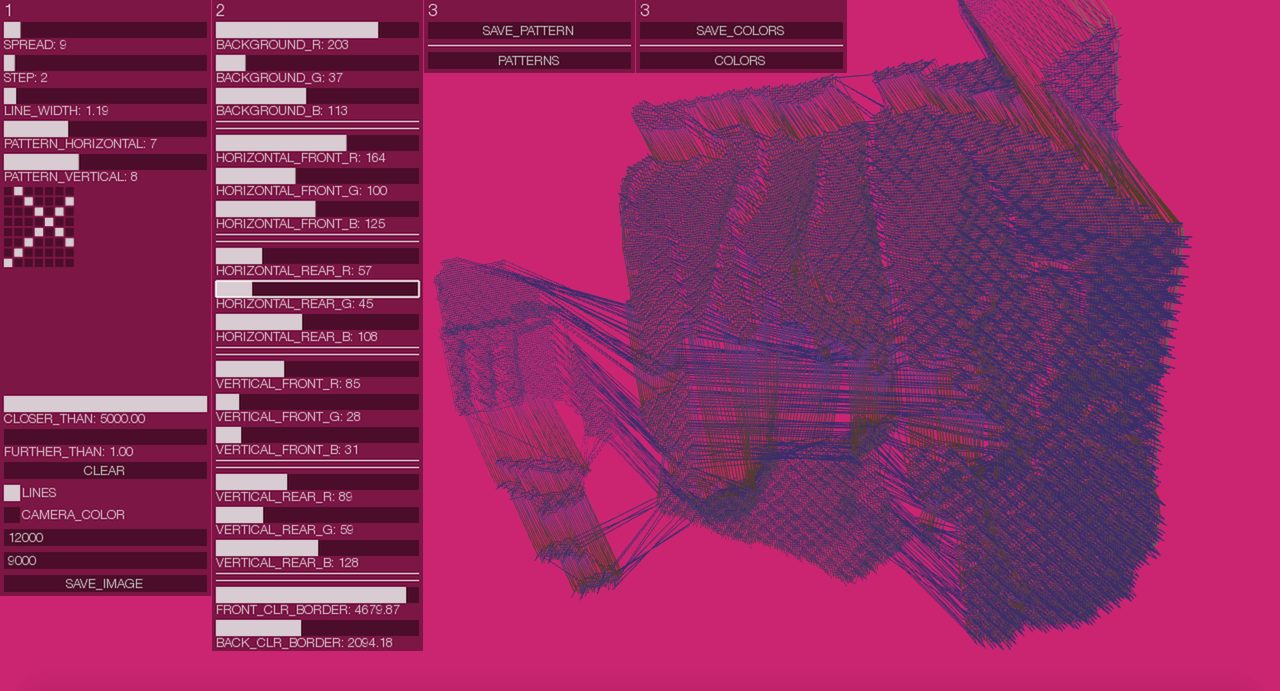 1
SPREAD: 9
STEP: 2
LINE_WIDTH: 1.19
PATTERN_HORIZONTAL: 7
PATTERN_VERTICAL: 8
CLOSER_THAN: 5000.00
FURTHER_THAN: 1.00
CLEAR
LINES
CAMERA_COLOR
12000
9000
SAVE_IMAGE
2
BACKGROUND_R: 203
BACKGROUND_G: 37
BACKGROUND_B: 113
HORIZONTAL_FRONT_R: 164
HORIZONTAL_FRONT_G: 100
HORIZONTAL_FRONT_B: 125
HORIZONTAL_REAR_R: 57
HORIZONTAL_REAR_G: 45
HORIZONTAL_REAR_B: 108
VERTICAL_FRONT_R: 85
VERTICAL_FRONT_G: 28
VERTICAL_FRONT_B: 31
VERTICAL_REAR_R: 89
VERTICAL_REAR_G: 59
VERTICAL_REAR_B: 128
FRONT_CLR_BORDER: 4679.87
BACK_CLR_BORDER: 2094.18
3
SAVE_PATTERN
PATTERNS
3
SAVE_COLORS
COLORS